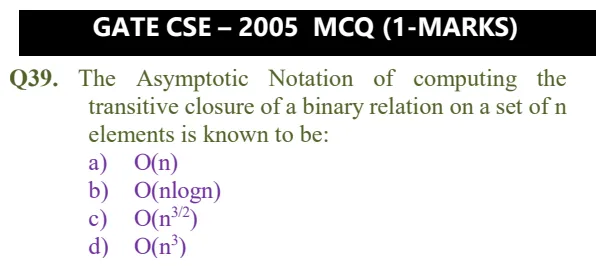 GATE CSE – 2005 MCQ (1-MARKS)
Q39. The Asymptotic Notation of computing the
transitive closure of a binary relation on a set of n
elements is known to be:
a) O(n)
b) O(nlogn)
c) O(n^{3/2})
d) O(n³)